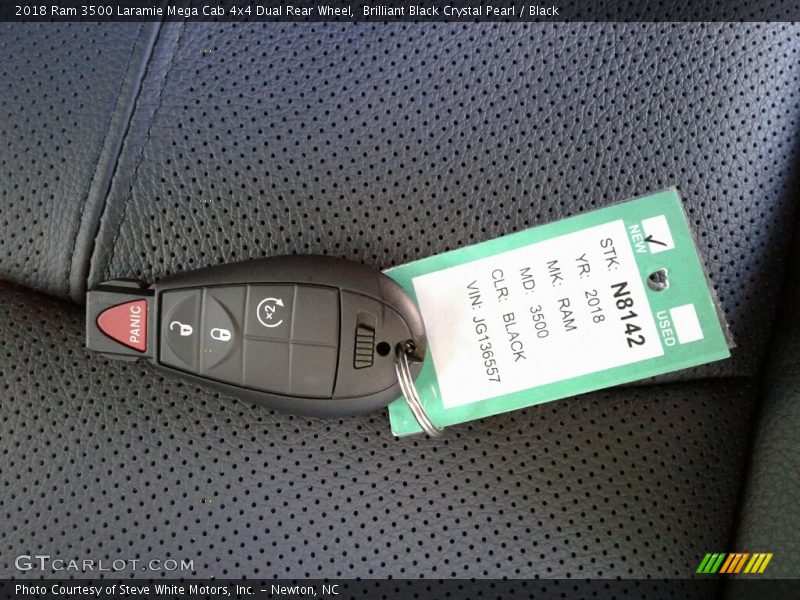 2018 Ram 3500 Laramie Mega Cab 4x4 Dual Rear Wheel,  Brilliant Black Crystal Pearl / Black
PANIC
x2
NEW
USED
STK: N8142
YR: 2018
MK: RAM
MD: 3500
CLR: BLACK
VIN: JG136557
GTCARLOT.COM
Photo Courtesy of Steve White Motors, Inc. – Newton, NC